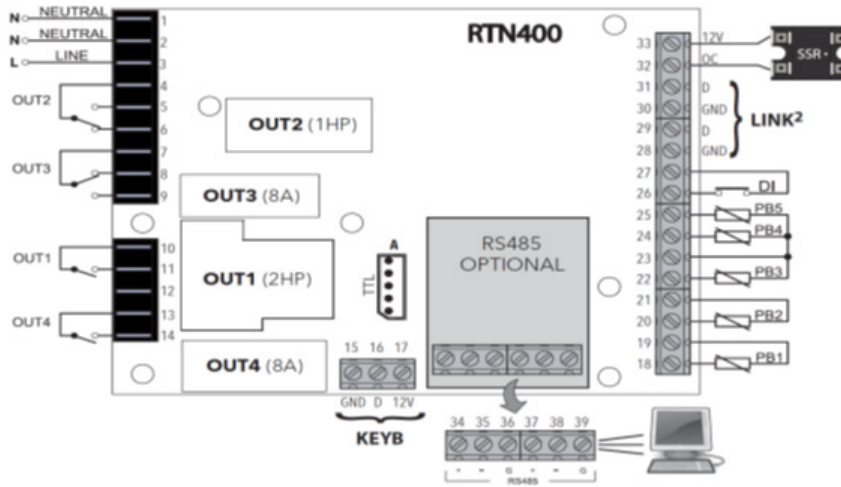 RTN400
N NEUTRAL 1
N NEUTRAL 2
L LINE 3
4
OUT2 5
6
7
OUT3 8
9
10
OUT1 11
12
13
OUT4 14
OUT2 (1HP)
OUT3 (8A)
OUT1 (2HP)
OUT4 (8A)
A
TTL
RS485
OPTIONAL
15 16 17
GND D 12V
KEYB
34 35 36 37 38 39
+ - G + - G
RS485
33 12V
32 OC
SSR
31 D
30 GND
29 D
28 GND
LINK²
27
26 DI
25 PB5
24 PB4
23
22 PB3
21
20 PB2
19
18 PB1